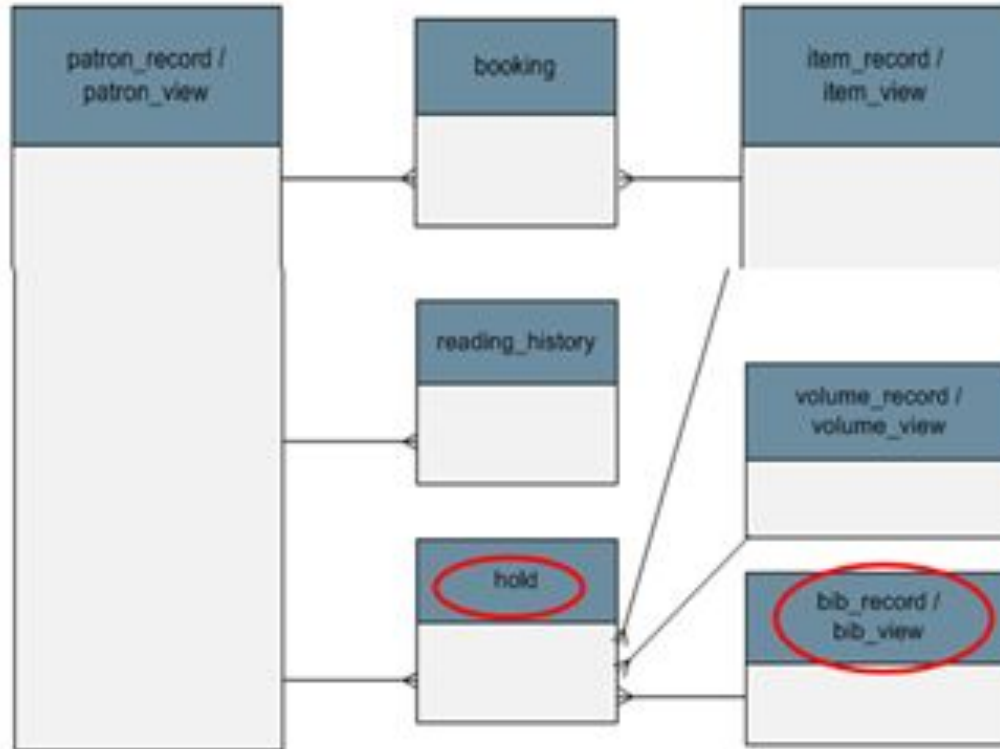 patron_record /
patron_view
booking
item_record /
item_view
reading_history
volume_record /
volume_view
hold
bib_record /
bib_view